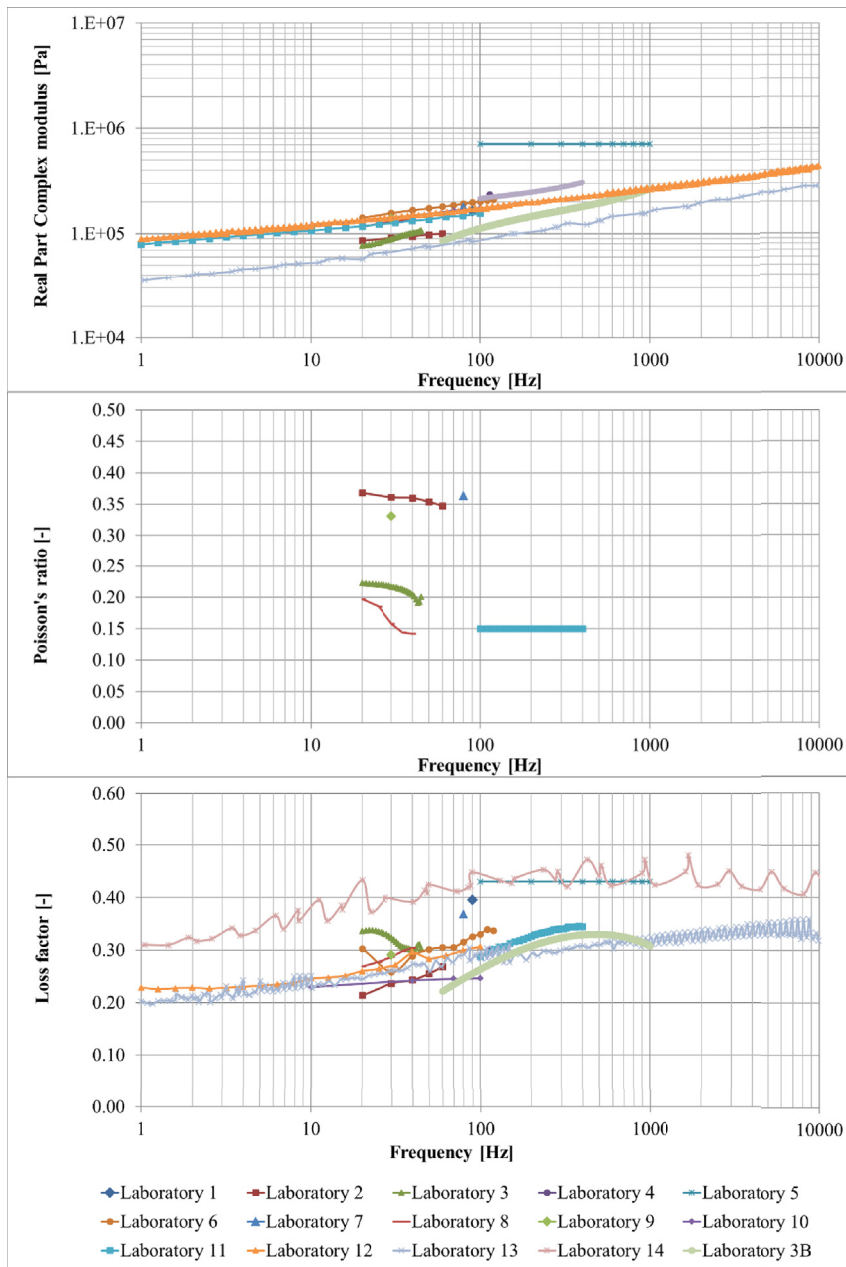 Real Part Complex modulus [Pa]
1.E+07
1.E+06
1.E+05
1.E+04
1 10 100 1000 10000
Frequency [Hz]
Poisson's ratio [-]
0.50
0.45
0.40
0.35
0.30
0.25
0.20
0.15
0.10
0.05
0.00
1 10 100 1000 10000
Frequency [Hz]
Loss factor [-]
0.60
0.50
0.40
0.30
0.20
0.10
0.00
1 10 100 1000 10000
Frequency [Hz]
Laboratory 1 Laboratory 2 Laboratory 3 Laboratory 4 Laboratory 5
Laboratory 6 Laboratory 7 Laboratory 8 Laboratory 9 Laboratory 10
Laboratory 11 Laboratory 12 Laboratory 13 Laboratory 14 Laboratory 3B